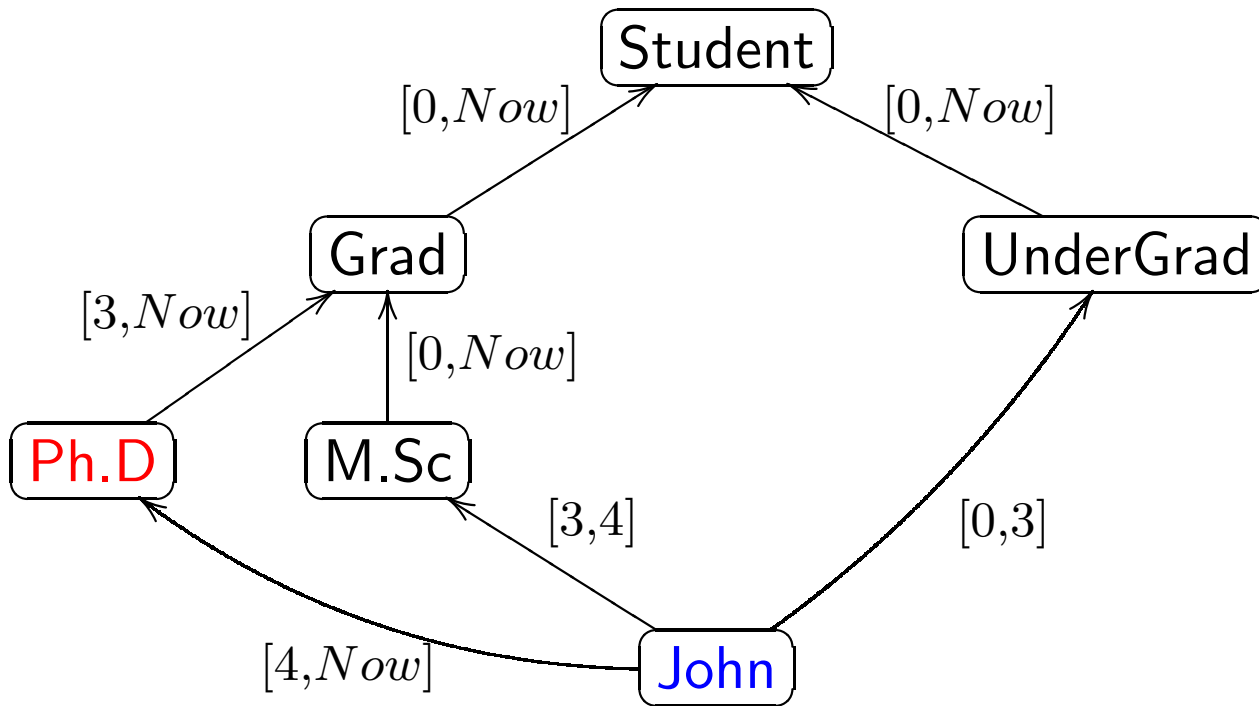 Student
[0,Now]
[0,Now]
Grad
UnderGrad
[3,Now]
[0,Now]
Ph.D
M.Sc
[3,4]
[0,3]
[4,Now]
John